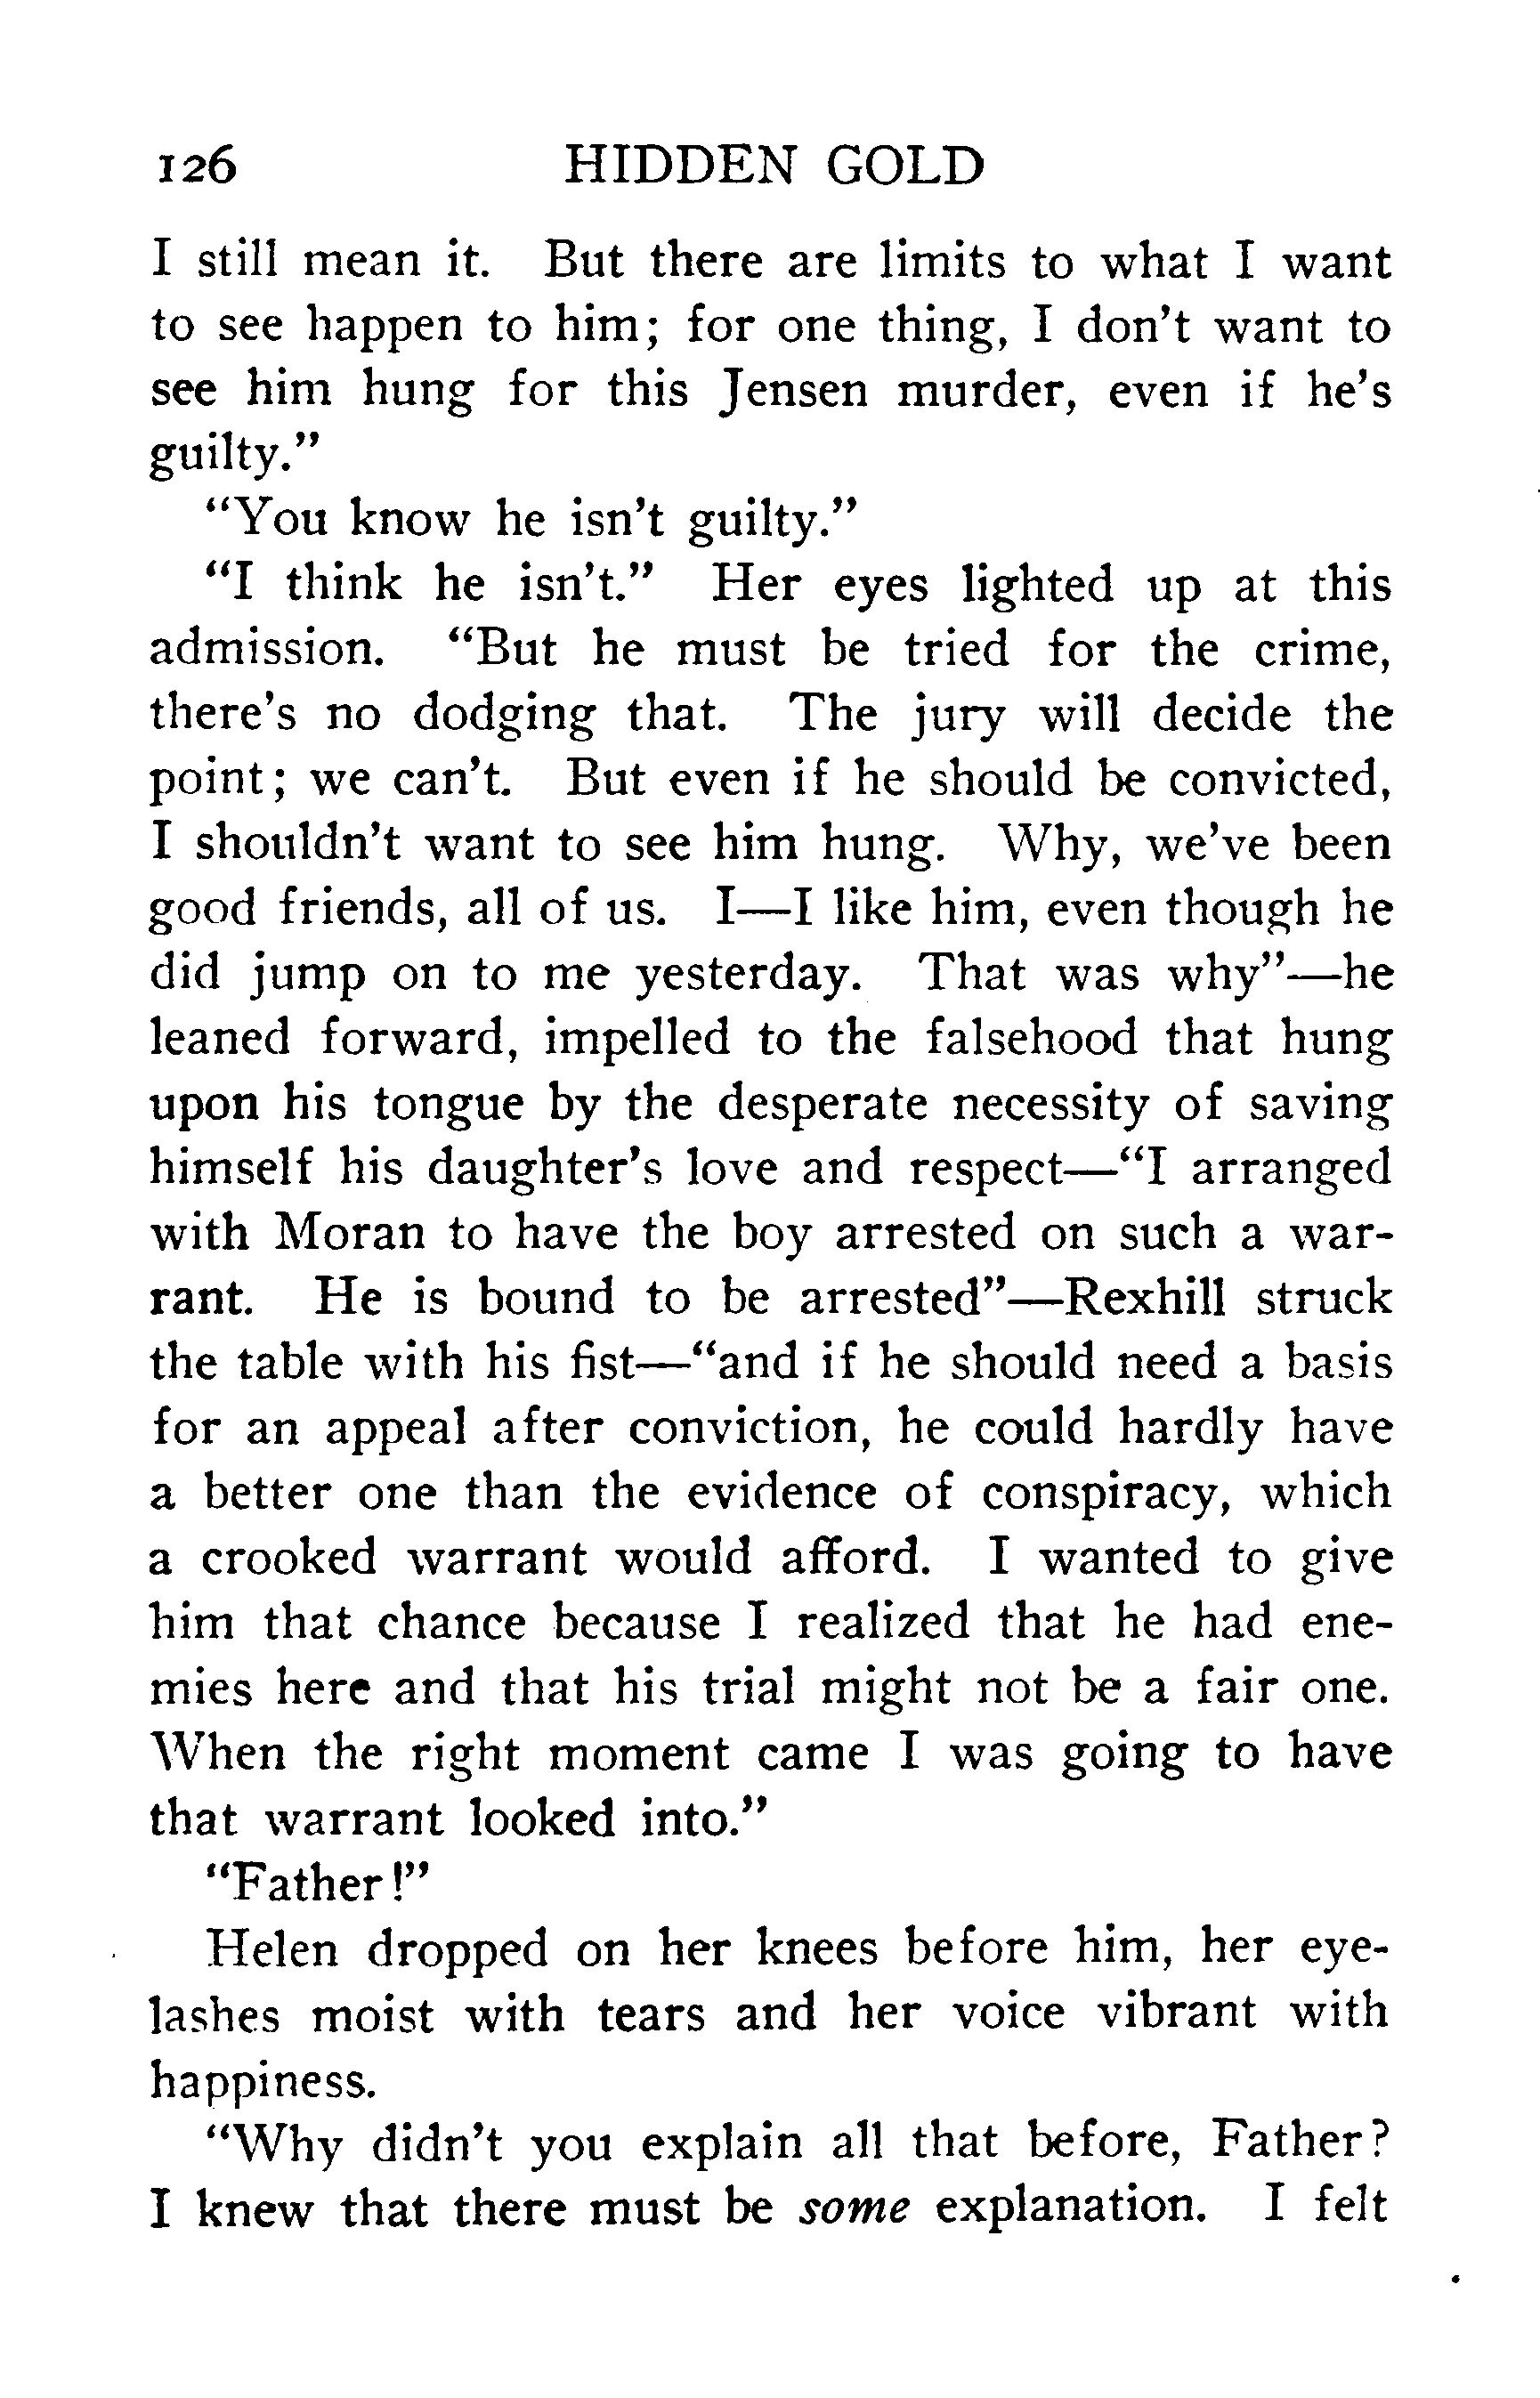 126 HIDDEN GOLD
I still mean it. But there are limits to what I want
to see happen to him; for one thing, I don't want to
see him hung for this Jensen murder, even if he's
guilty."
"You know he isn't guilty."
"I think he isn't." Her eyes lighted up at this
admission. "But he must be tried for the crime,
there's no dodging that. The jury will decide the
point; we can't. But even if he should be convicted,
I shouldn't want to see him hung. Why, we've been
good friends, all of us. I—I like him, even though he
did jump on to me yesterday. That was why"—he
leaned forward, impelled to the falsehood that hung
upon his tongue by the desperate necessity of saving
himself his daughter's love and respect—"I arranged
with Moran to have the boy arrested on such a war-
rant. He is bound to be arrested"—Rexhill struck
the table with his fist—"and if he should need a basis
for an appeal after conviction, he could hardly have
a better one than the evidence of conspiracy, which
a crooked warrant would afford. I wanted to give
him that chance because I realized that he had ene-
mies here and that his trial might not be a fair one.
When the right moment came I was going to have
that warrant looked into."
"Father!"
Helen dropped on her knees before him, her eye-
lashes moist with tears and her voice vibrant with
happiness.
"Why didn't you explain all that before, Father?
I knew that there must be some explanation. I felt